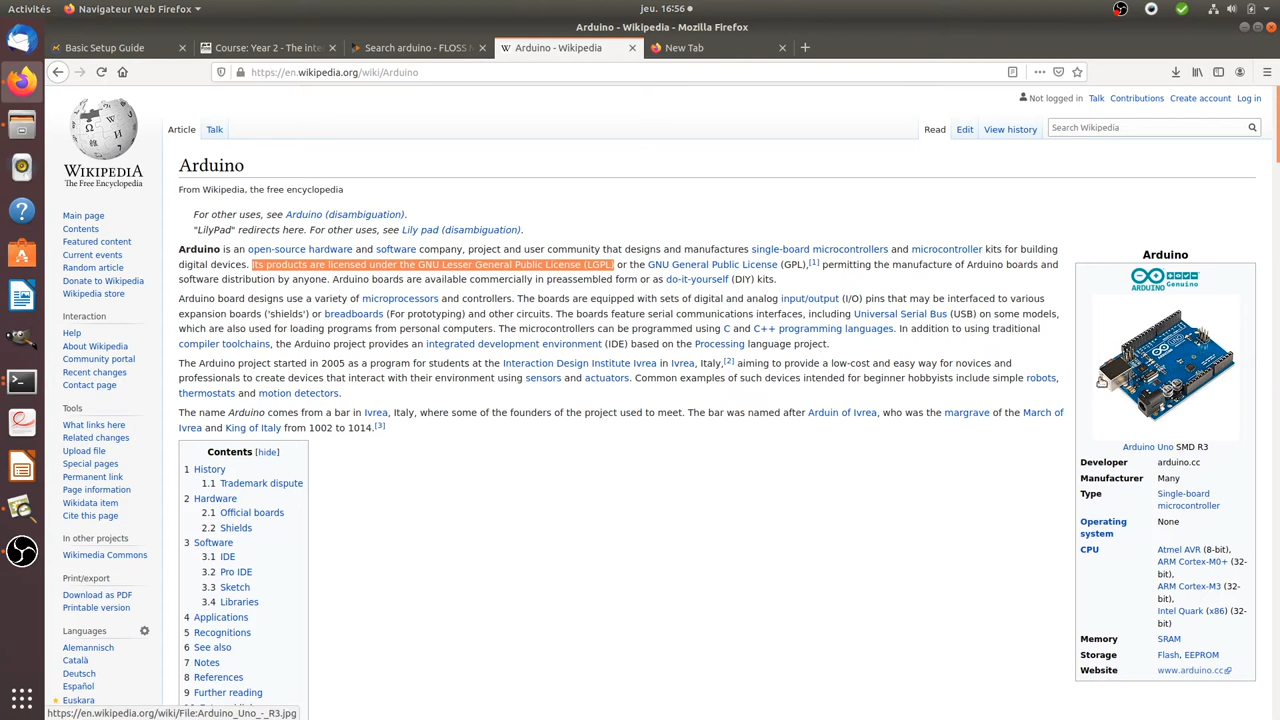 Activités
Navigateur Web Firefox
jeu. 16:56
Arduino - Wikipedia - Mozilla Firefox
Basic Setup Guide
Course: Year 2 - The inte
Search arduino - FLOSS M
Arduino - Wikipedia
New Tab
https://en.wikipedia.org/wiki/Arduino
WIKIPEDIA
The Free Encyclopedia
Not logged in Talk Contributions Create account Log in
Article Talk
Read Edit View history
Search Wikipedia
Main page
Contents
Featured content
Current events
Random article
Donate to Wikipedia
Wikipedia store
Interaction
Help
About Wikipedia
Community portal
Recent changes
Contact page
Tools
What links here
Related changes
Upload file
Special pages
Permanent link
Page information
Wikidata item
Cite this page
In other projects
Wikimedia Commons
Print/export
Download as PDF
Printable version
Languages
Alemannisch
Català
Deutsch
Español
Euskara
Arduino
From Wikipedia, the free encyclopedia
For other uses, see Arduino (disambiguation).
"LilyPad" redirects here. For other uses, see Lily pad (disambiguation).
Arduino is an open-source hardware and software company, project and user community that designs and manufactures single-board microcontrollers and microcontroller kits for building
digital devices. Its products are licensed under the GNU Lesser General Public License (LGPL) or the GNU General Public License (GPL),[1] permitting the manufacture of Arduino boards and
software distribution by anyone. Arduino boards are available commercially in preassembled form or as do-it-yourself (DIY) kits.
Arduino board designs use a variety of microprocessors and controllers. The boards are equipped with sets of digital and analog input/output (I/O) pins that may be interfaced to various
expansion boards ('shields') or breadboards (For prototyping) and other circuits. The boards feature serial communications interfaces, including Universal Serial Bus (USB) on some models,
which are also used for loading programs from personal computers. The microcontrollers can be programmed using C and C++ programming languages. In addition to using traditional
compiler toolchains, the Arduino project provides an integrated development environment (IDE) based on the Processing language project.
The Arduino project started in 2005 as a program for students at the Interaction Design Institute Ivrea in Ivrea, Italy,[2] aiming to provide a low-cost and easy way for novices and
professionals to create devices that interact with their environment using sensors and actuators. Common examples of such devices intended for beginner hobbyists include simple robots,
thermostats and motion detectors.
The name Arduino comes from a bar in Ivrea, Italy, where some of the founders of the project used to meet. The bar was named after Arduin of Ivrea, who was the margrave of the March of
Ivrea and King of Italy from 1002 to 1014.[3]
Contents [hide]
1 History
1.1 Trademark dispute
2 Hardware
2.1 Official boards
2.2 Shields
3 Software
3.1 IDE
3.2 Pro IDE
3.3 Sketch
3.4 Libraries
4 Applications
5 Recognitions
6 See also
7 Notes
8 References
9 Further reading
Arduino
ARDUINO Genuino
Arduino Uno SMD R3
Developer arduino.cc
Manufacturer Many
Type Single-board
microcontroller
Operating None
system
CPU Atmel AVR (8-bit),
ARM Cortex-M0+ (32-
bit),
ARM Cortex-M3 (32-
bit),
Intel Quark (x86) (32-
bit)
Memory SRAM
Storage Flash, EEPROM
Website www.arduino.cc
https://en.wikipedia.org/wiki/File:Arduino_Uno_-_R3.jpg